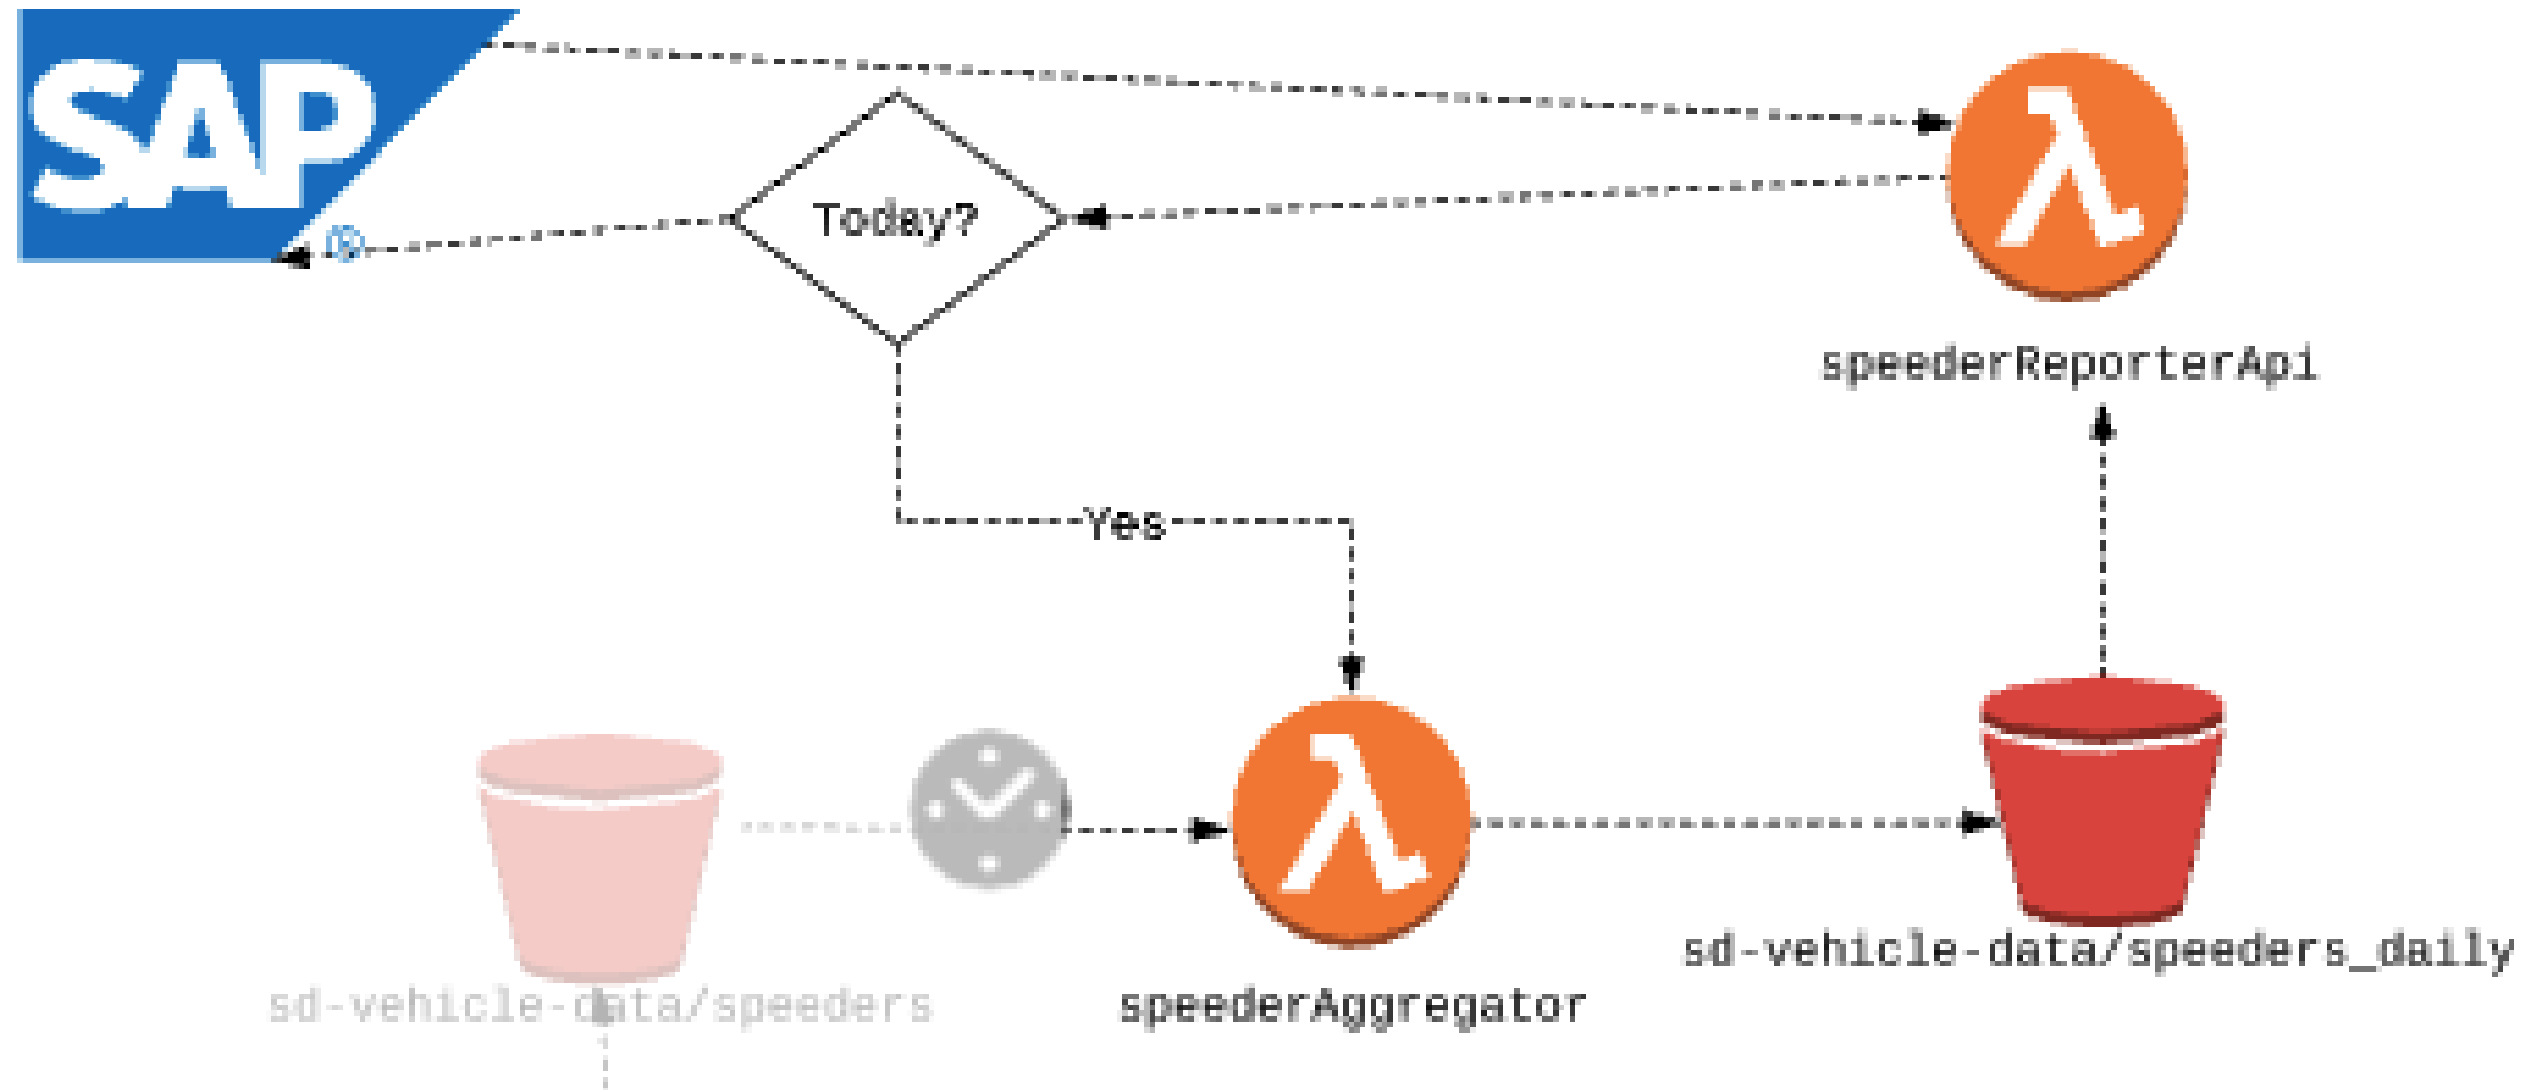 SAP
®
Today?
speederReporterApi
Yes
sd-vehicle-data/speeders_daily
sd-vehicle-data/speeders
speederAggregator